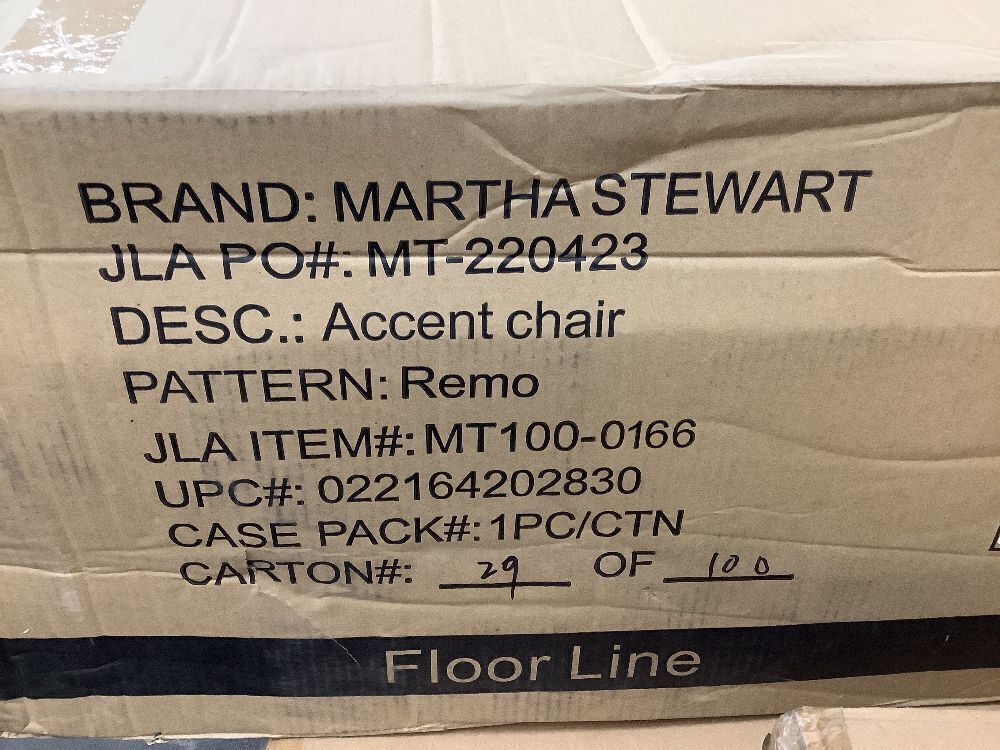 BRAND: MARTHA STEWART
JLA PO#: MT-220423
DESC.: Accent chair
PATTERN: Remo
JLA ITEM#: MT100-0166
UPC#: 022164202830
CASE PACK#: 1PC/CTN
CARTON#: 29 OF 100
Floor Line